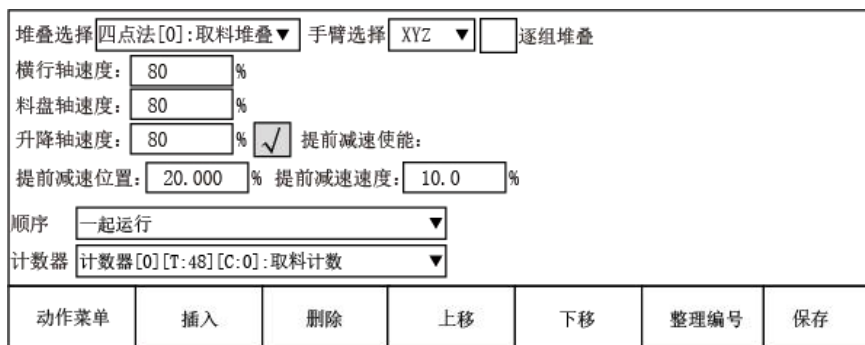 堆叠选择 四点法[0]:取料堆叠▼ 手臂选择 XYZ ▼ 逐组堆叠
横行轴速度: 80 %
料盘轴速度: 80 %
升降轴速度: 80 % √ 提前减速使能:
提前减速位置: 20.000 % 提前减速速度: 10.0 %
顺序 一起运行 ▼
计数器 计数器[0][T:48][C:0]:取料计数 ▼
动作菜单 插入 删除 上移 下移 整理编号 保存